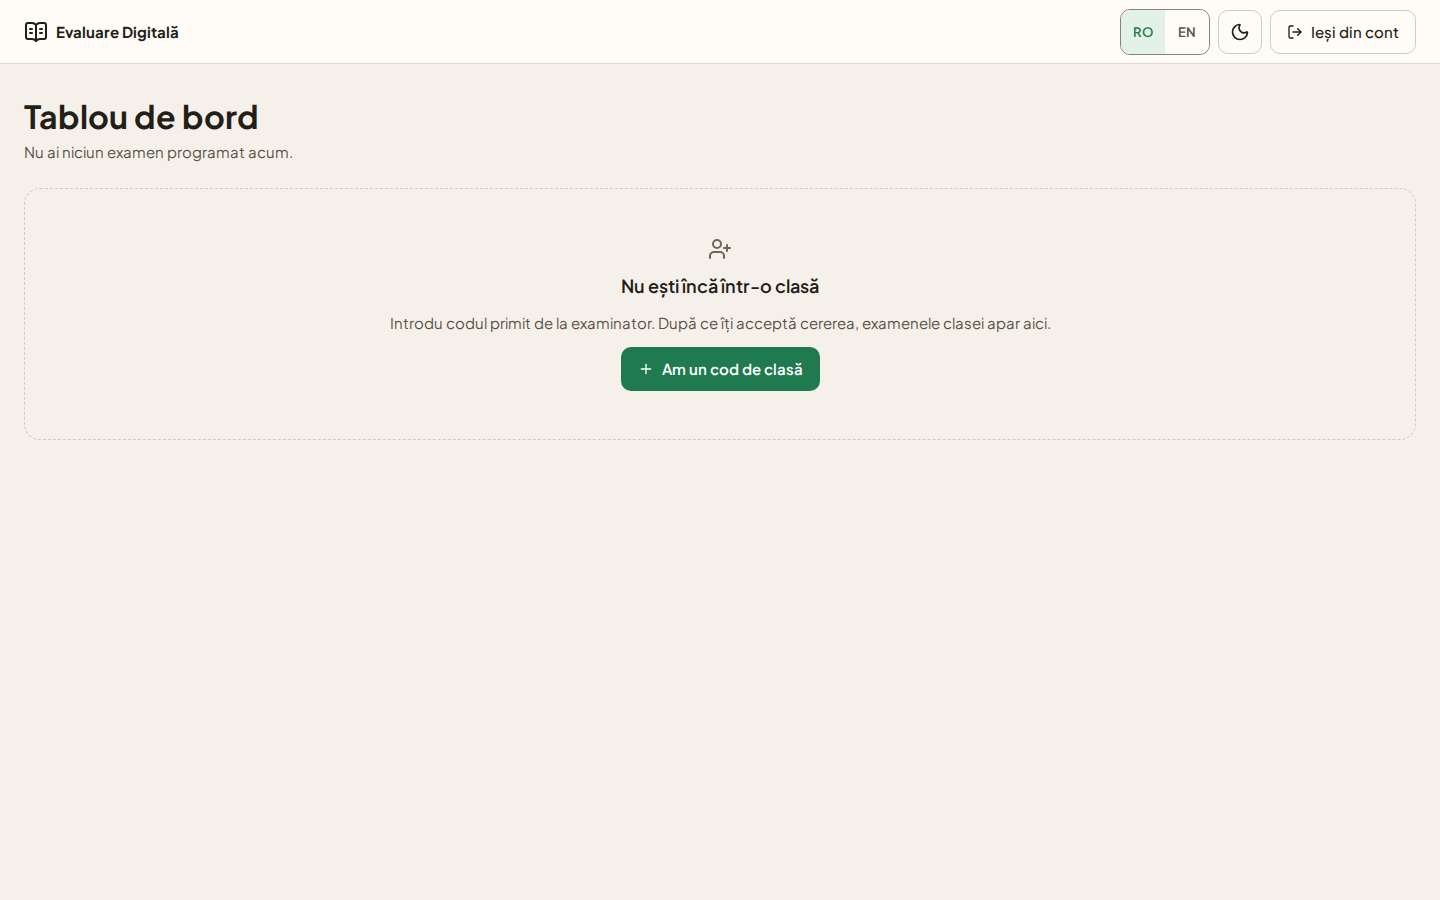 Evaluare Digitală
RO EN Ieși din cont
Tablou de bord
Nu ai niciun examen programat acum.
Nu ești încă într-o clasă
Introdu codul primit de la examinator. După ce îți acceptă cererea, examenele clasei apar aici.
Am un cod de clasă